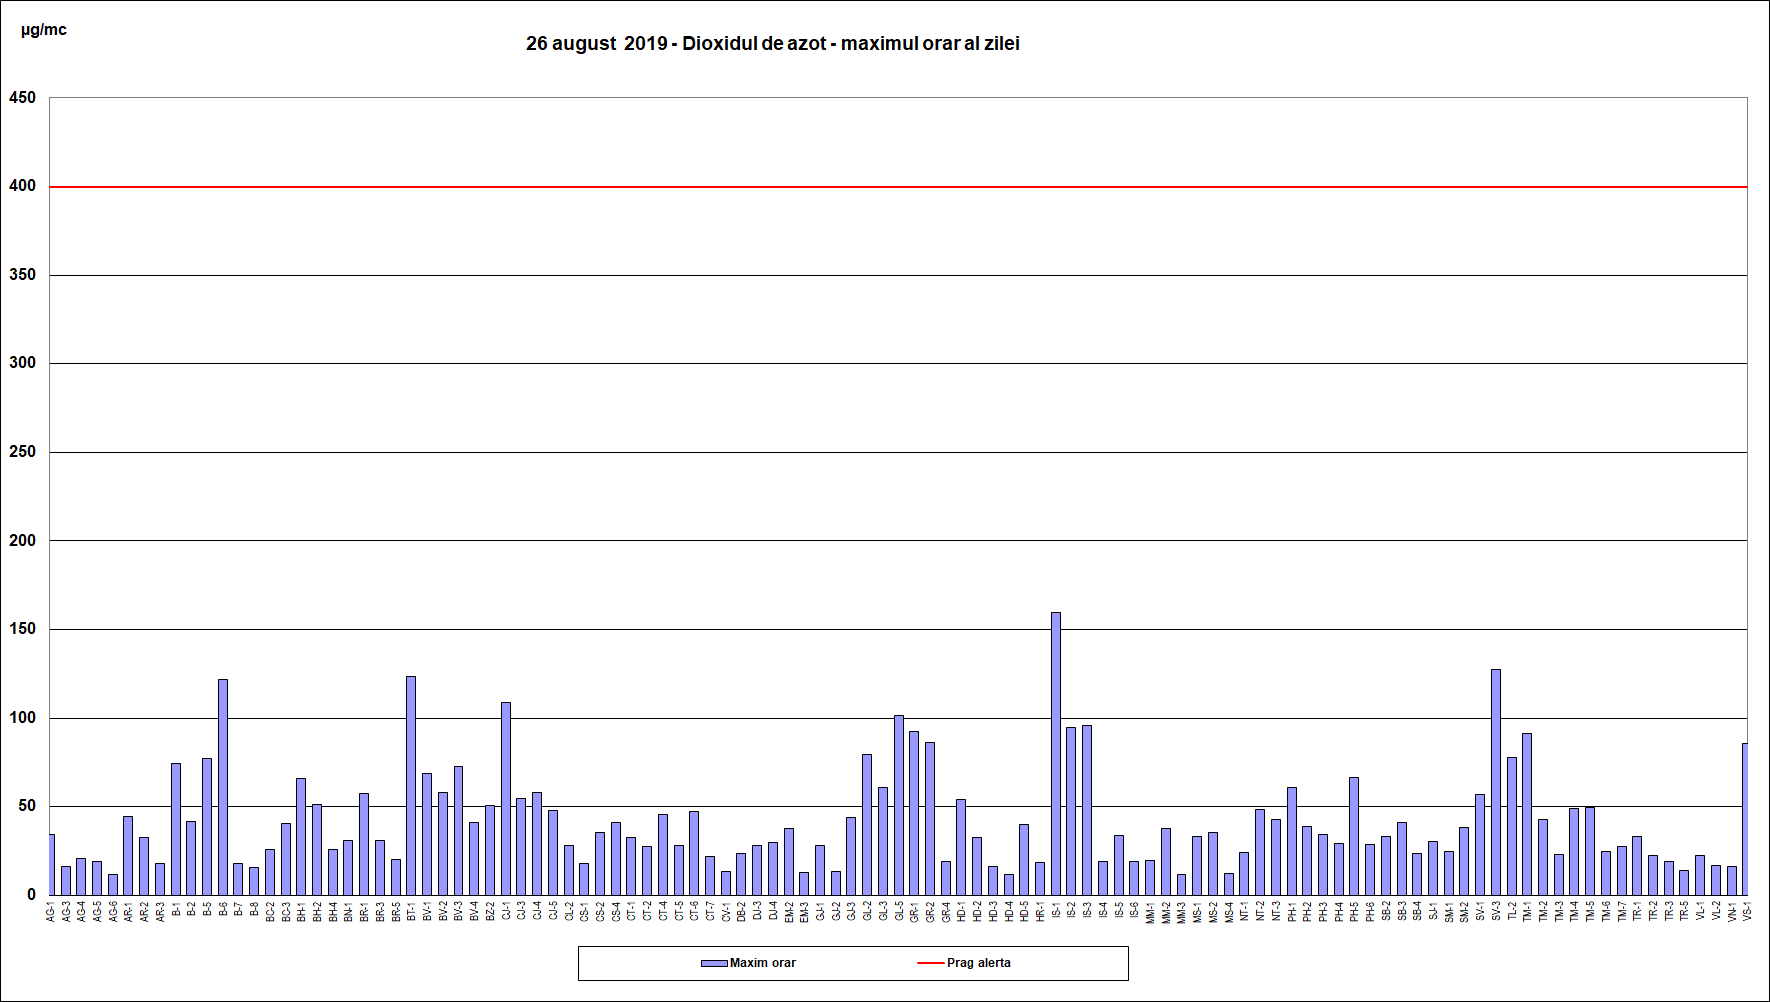 µg/mc
26 august  2019 - Dioxidul de azot - maximul orar al zilei
450
400
350
300
250
200
150
100
50
0
AG-1 AG-3 AG-4 AG-5 AG-6 AR-1 AR-2 AR-3 B-1 B-2 B-5 B-6 B-7 B-8 BC-2 BC-3 BH-1 BH-2 BH-4 BN-1 BR-1 BR-3 BR-5 BT-1 BV-1 BV-2 BV-3 BV-4 BZ-2 CJ-1 CJ-3 CJ-4 CJ-5 CL-2 CS-1 CS-2 CS-4 CT-1 CT-2 CT-4 CT-5 CT-6 CT-7 CV-1 DB-2 DJ-3 DJ-4 EM-2 EM-3 GJ-1 GJ-2 GJ-3 GL-2 GL-3 GL-5 GR-1 GR-2 GR-4 HD-1 HD-2 HD-3 HD-4 HD-5 HR-1 IS-1 IS-2 IS-3 IS-4 IS-5 IS-6 MM-1 MM-2 MM-3 MS-1 MS-2 MS-4 NT-1 NT-2 NT-3 PH-1 PH-2 PH-3 PH-4 PH-5 PH-6 SB-2 SB-3 SB-4 SJ-1 SM-1 SM-2 SV-1 SV-3 TL-2 TM-1 TM-2 TM-3 TM-4 TM-5 TM-6 TM-7 TR-1 TR-2 TR-3 TR-5 VL-1 VL-2 VN-1 VS-1
Maxim orar
Prag alerta